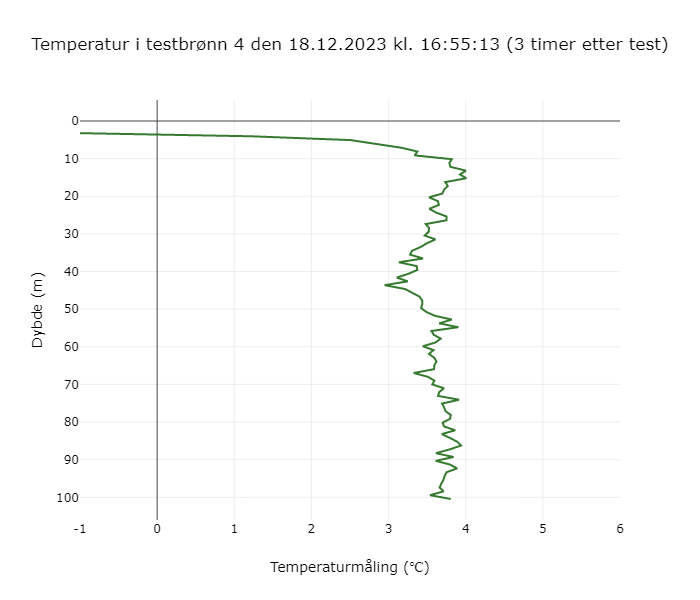 Temperatur i testbrønn 4 den 18.12.2023 kl. 16:55:13 (3 timer etter test)
0
10
20
30
40
50
60
70
80
90
100
Dybde (m)
-1 0 1 2 3 4 5 6
Temperaturmåling (℃)